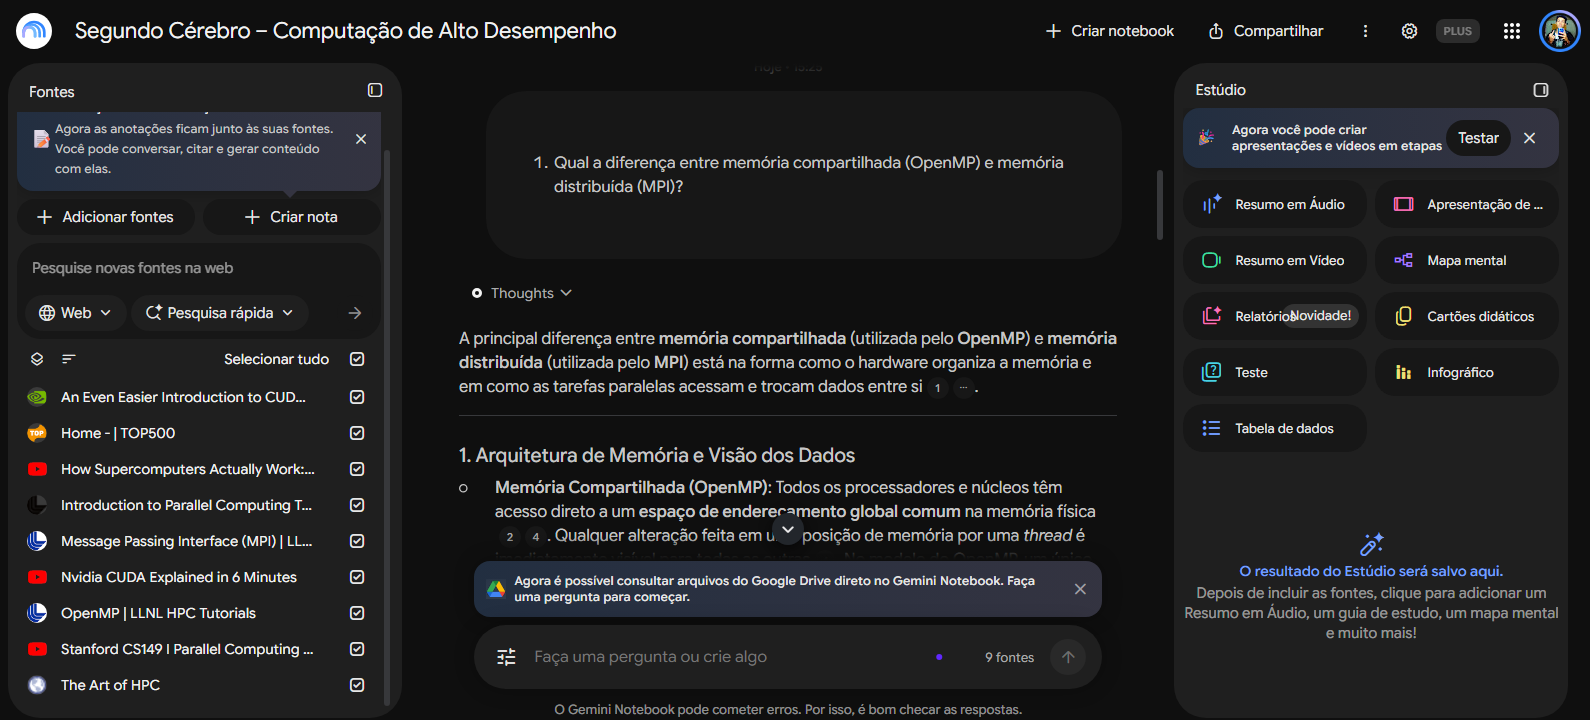 Segundo Cérebro – Computação de Alto Desempenho
Criar notebook
Compartilhar
PLUS
Fontes
Agora as anotações ficam junto às suas fontes.
Você pode conversar, citar e gerar conteúdo
com elas.
Adicionar fontes
Criar nota
Pesquise novas fontes na web
Web
Pesquisa rápida
Selecionar tudo
An Even Easier Introduction to CUD...
Home - | TOP500
How Supercomputers Actually Work:...
Introduction to Parallel Computing T...
Message Passing Interface (MPI) | LL...
Nvidia CUDA Explained in 6 Minutes
OpenMP | LLNL HPC Tutorials
Stanford CS149 I Parallel Computing ...
The Art of HPC
1. Qual a diferença entre memória compartilhada (OpenMP) e memória
distribuída (MPI)?
Thoughts
A principal diferença entre memória compartilhada (utilizada pelo OpenMP) e memória
distribuída (utilizada pelo MPI) está na forma como o hardware organiza a memória e
em como as tarefas paralelas acessam e trocam dados entre si 1 ... .
1. Arquitetura de Memória e Visão dos Dados
Memória Compartilhada (OpenMP): Todos os processadores e núcleos têm
acesso direto a um espaço de endereçamento global comum na memória física
2 4 . Qualquer alteração feita em posição de memória por uma thread é
Agora é possível consultar arquivos do Google Drive direto no Gemini Notebook. Faça
uma pergunta para começar.
Faça uma pergunta ou crie algo
9 fontes
O Gemini Notebook pode cometer erros. Por isso, é bom checar as respostas.
Estúdio
Agora você pode criar
apresentações e vídeos em etapas
Testar
Resumo em Áudio
Apresentação de ...
Resumo em Vídeo
Mapa mental
Relatórios
Novidade!
Cartões didáticos
Teste
Infográfico
Tabela de dados
O resultado do Estúdio será salvo aqui.
Depois de incluir as fontes, clique para adicionar um
Resumo em Áudio, um guia de estudo, um mapa mental
e muito mais!